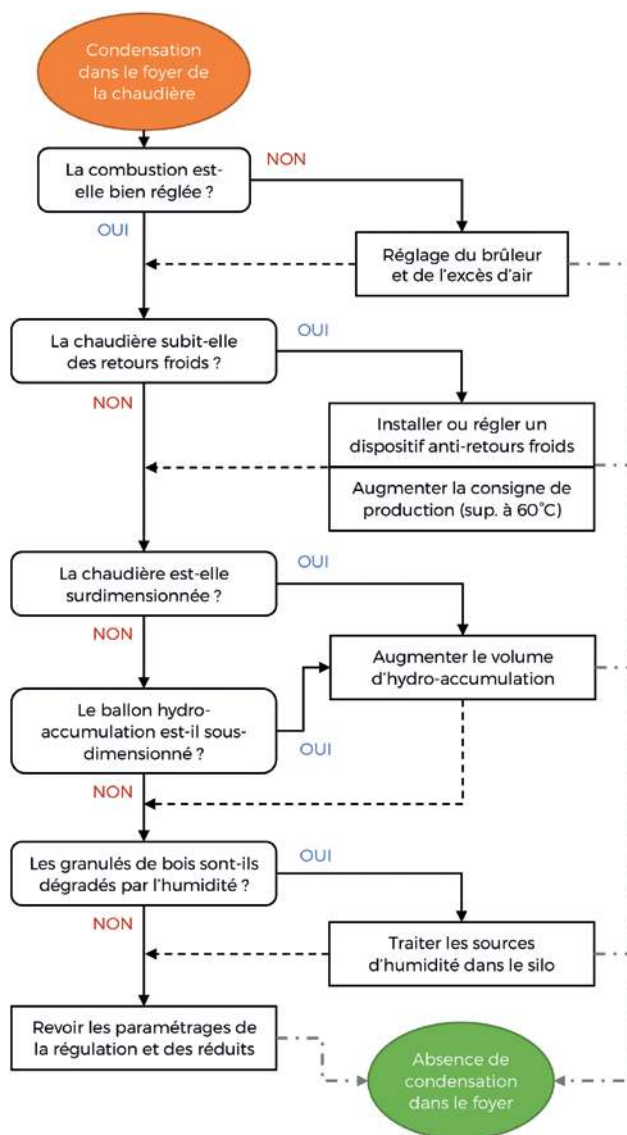 Condensation
dans le foyer de
la chaudière
La combustion est-
elle bien réglée ?
NON
OUI
Réglage du brûleur
et de l'excès d'air
La chaudière subit-elle
des retours froids ?
OUI
NON
Installer ou régler un
dispositif anti-retours froids
Augmenter la consigne de
production (sup. à 60°C)
La chaudière est-elle
surdimensionnée ?
OUI
NON
Augmenter le volume
d'hydro-accumulation
Le ballon hydro-
accumulation est-il sous-
dimensionné ?
OUI
NON
Les granulés de bois sont-ils
dégradés par l'humidité ?
OUI
NON
Traiter les sources
d'humidité dans le silo
Revoir les paramétrages de
la régulation et des réduits
Absence de
condensation
dans le foyer